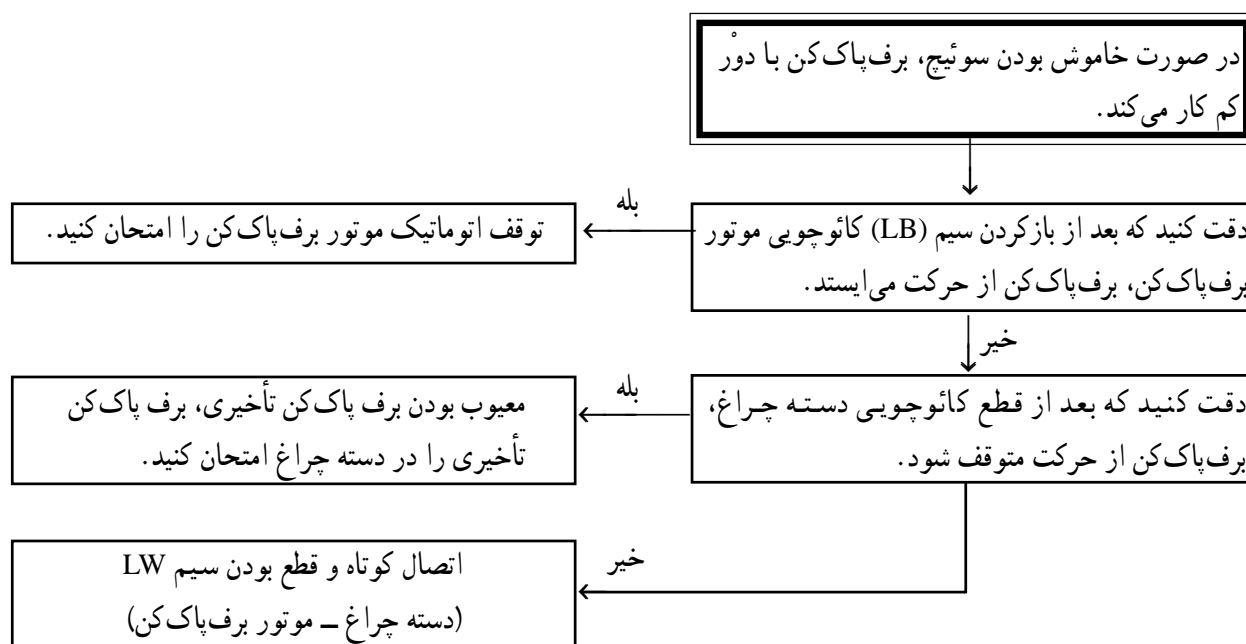 در صورت خاموش بودن سوئیچ، برف‌پاک‌کن با دورْ
کم کار می‌کند.
دقت کنید که بعد از بازکردن سیم (LB) کائوچویی موتور
برف‌پاک‌کن، برف‌پاک‌کن از حرکت می‌ایستد.
بله
توقف اتوماتیک موتور برف‌پاک‌کن را امتحان کنید.
خیر
دقت کنید که بعد از قطع کائوچویی دسته چراغ،
برف‌پاک‌کن از حرکت متوقف شود.
بله
معیوب بودن برف پاک‌کن تأخیری، برف پاک‌کن
تأخیری را در دسته چراغ امتحان کنید.
خیر
اتصال کوتاه و قطع بودن سیم LW
(دسته چراغ ــ موتور برف‌پاک‌کن)